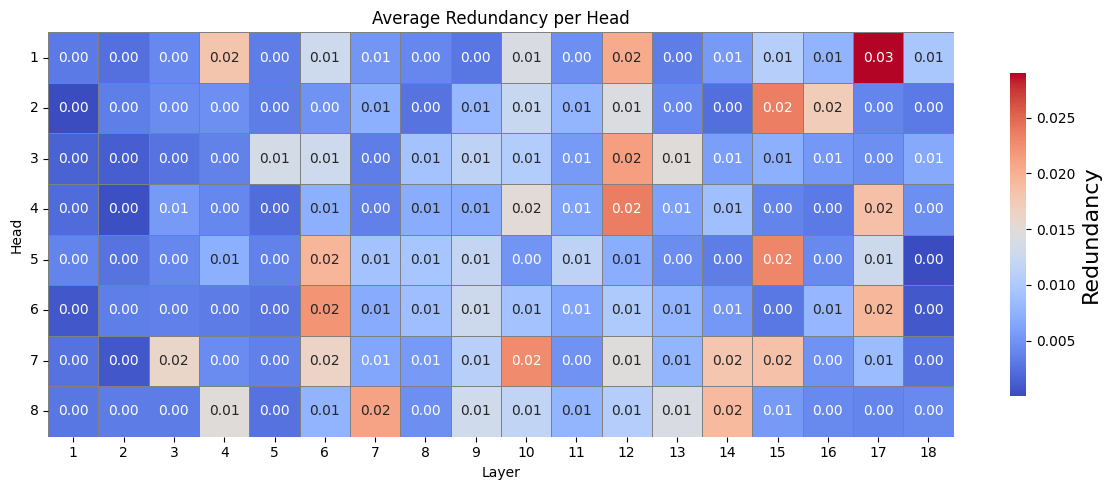 Average Redundancy per Head
1 0.00 0.00 0.00 0.02 0.00 0.01 0.01 0.00 0.00 0.01 0.00 0.02 0.00 0.01 0.01 0.01 0.03 0.01
2 0.00 0.00 0.00 0.00 0.00 0.00 0.01 0.00 0.01 0.01 0.01 0.01 0.00 0.00 0.02 0.02 0.00 0.00
3 0.00 0.00 0.00 0.00 0.01 0.01 0.00 0.01 0.01 0.01 0.01 0.02 0.01 0.01 0.01 0.01 0.00 0.01
4 0.00 0.00 0.01 0.00 0.00 0.01 0.00 0.01 0.01 0.02 0.01 0.02 0.01 0.01 0.00 0.00 0.02 0.00
5 0.00 0.00 0.00 0.01 0.00 0.02 0.01 0.01 0.01 0.00 0.01 0.01 0.00 0.00 0.02 0.00 0.01 0.00
6 0.00 0.00 0.00 0.00 0.00 0.02 0.01 0.01 0.01 0.01 0.01 0.01 0.01 0.01 0.00 0.01 0.02 0.00
7 0.00 0.00 0.02 0.00 0.00 0.02 0.01 0.01 0.01 0.02 0.00 0.01 0.01 0.02 0.02 0.00 0.01 0.00
8 0.00 0.00 0.00 0.01 0.00 0.01 0.02 0.00 0.01 0.01 0.01 0.01 0.01 0.02 0.01 0.00 0.00 0.00
1 2 3 4 5 6 7 8 9 10 11 12 13 14 15 16 17 18
Layer
Head
0.025
0.020
0.015
0.010
0.005
Redundancy